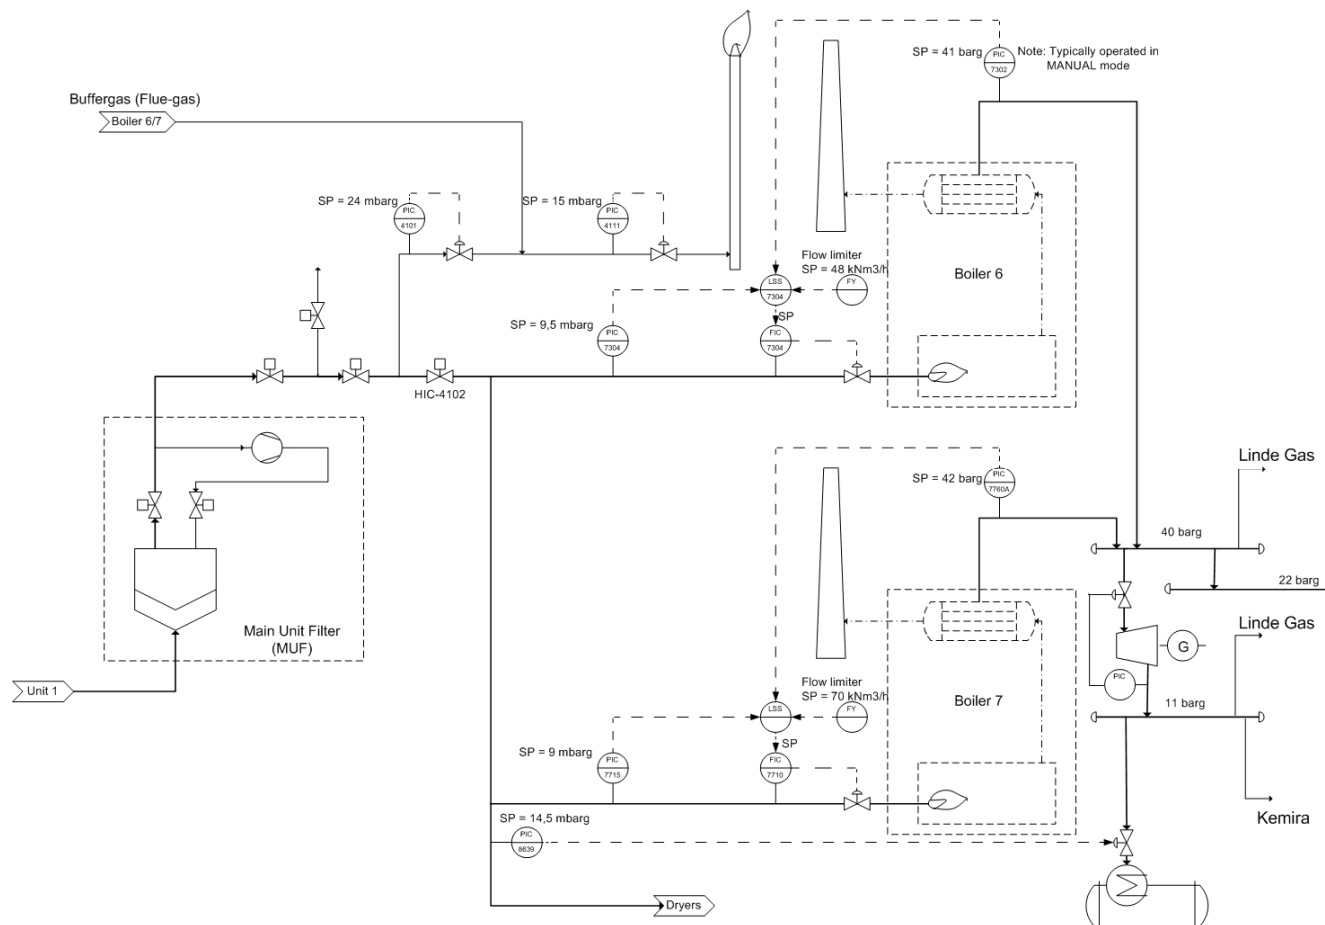 SP = 41 barg
PIC
7302
Note: Typically operated in
MANUAL mode
Buffergas (Flue-gas)
Boiler 6/7
SP = 24 mbarg
PIC
4101
SP = 15 mbarg
PIC
4111
Flow limiter
SP = 48 kNm3/h
LSS
7304
FY
Boiler 6
SP
SP = 9,5 mbarg
PIC
7304
FIC
7304
HIC-4102
Main Unit Filter
(MUF)
Unit 1
SP = 42 barg
PIC
7760A
Linde Gas
40 barg
22 barg
Linde Gas
G
PIC
11 barg
Flow limiter
SP = 70 kNm3/h
LSS
FY
Boiler 7
SP
SP = 9 mbarg
PIC
7715
FIC
7710
Kemira
SP = 14,5 mbarg
PIC
8639
Dryers